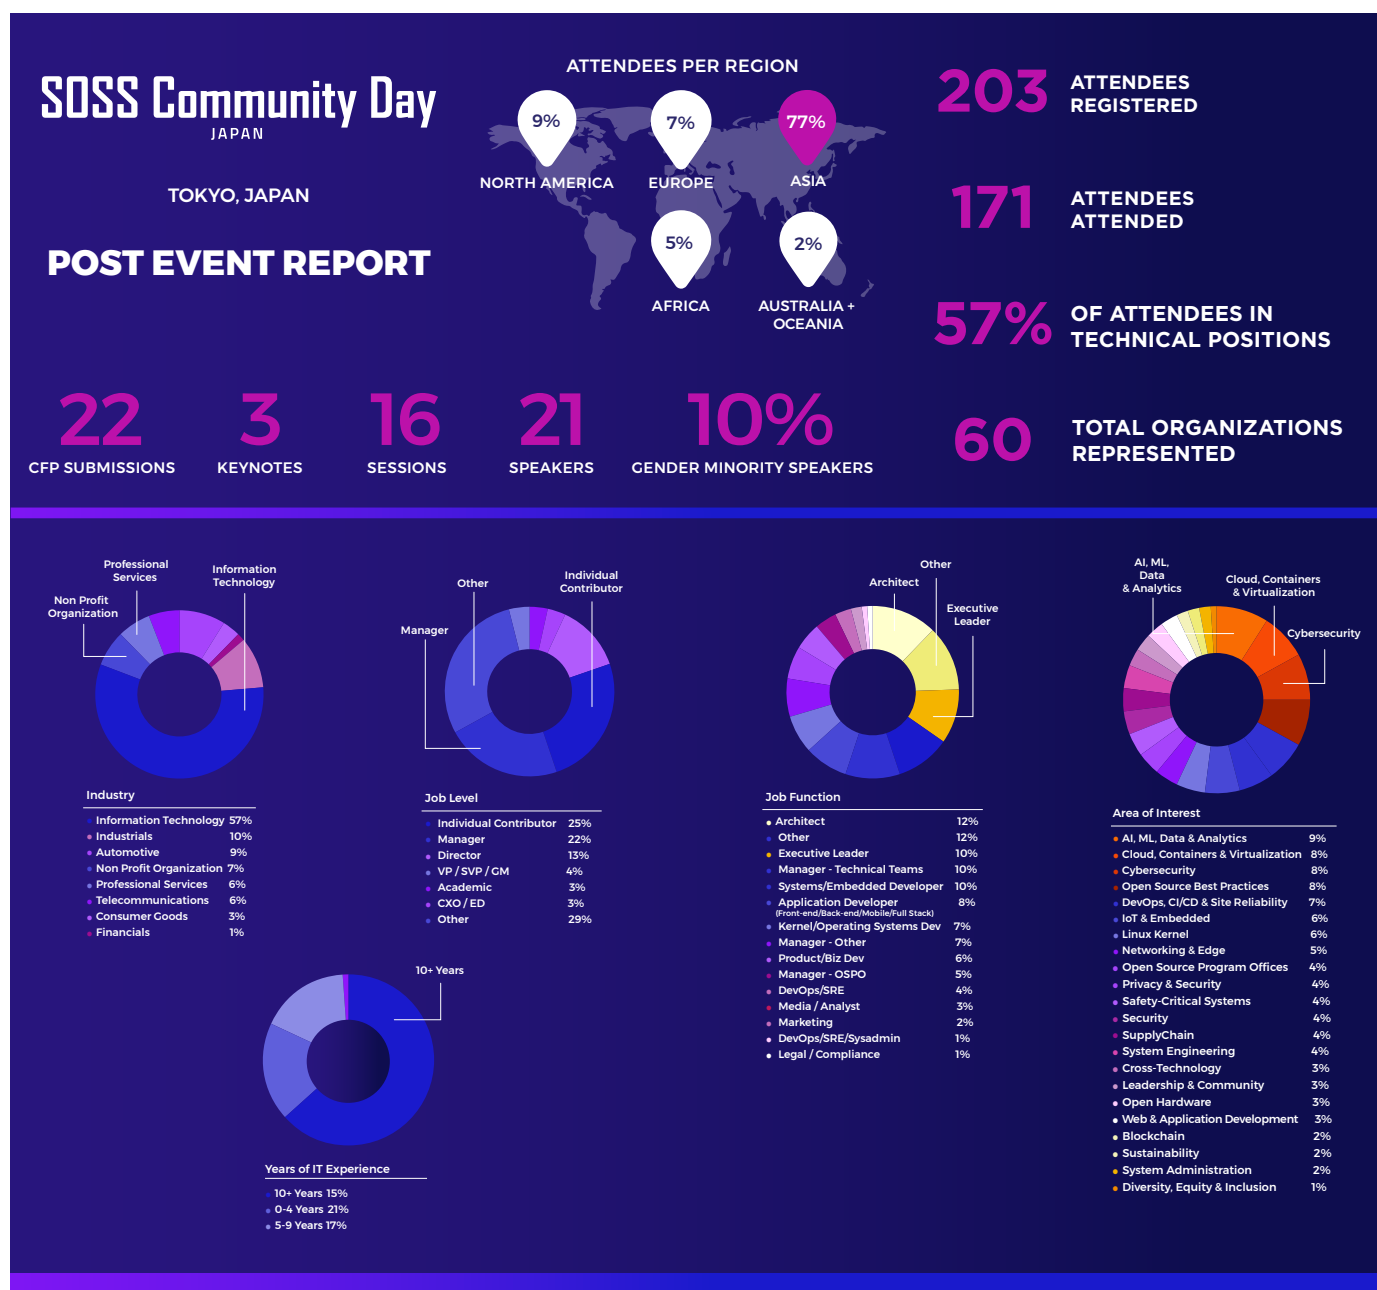 SOSS Community Day
JAPAN
TOKYO, JAPAN
POST EVENT REPORT
ATTENDEES PER REGION
9%
7%
77%
NORTH AMERICA
EUROPE
ASIA
5%
2%
AFRICA
AUSTRALIA +
OCEANIA
203
ATTENDEES
REGISTERED
171
ATTENDEES
ATTENDED
57%
OF ATTENDEES IN
TECHNICAL POSITIONS
60
TOTAL ORGANIZATIONS
REPRESENTED
22
CFP SUBMISSIONS
3
KEYNOTES
16
SESSIONS
21
SPEAKERS
10%
GENDER MINORITY SPEAKERS
Professional
Services
Information
Technology
Non Profit
Organization
Industry
Information Technology 57%
Industrials 10%
Automotive 9%
Non Profit Organization 7%
Professional Services 6%
Telecommunications 6%
Consumer Goods 3%
Financials 1%
Other
Individual
Contributor
Manager
Job Level
Individual Contributor 25%
Manager 22%
Director 13%
VP / SVP / GM 4%
Academic 3%
CXO / ED 3%
Other 29%
Other
Architect
Executive
Leader
Job Function
Architect 12%
Other 12%
Executive Leader 10%
Manager - Technical Teams 10%
Systems/Embedded Developer 10%
Application Developer 8%
(Front-end/Back-end/Mobile/Full Stack)
Kernel/Operating Systems Dev 7%
Manager - Other 7%
Product/Biz Dev 6%
Manager - OSPO 5%
DevOps/SRE 4%
Media / Analyst 3%
Marketing 2%
DevOps/SRE/Sysadmin 1%
Legal / Compliance 1%
AI, ML,
Data
& Analytics
Cloud, Containers
& Virtualization
Cybersecurity
Area of Interest
AI, ML, Data & Analytics 9%
Cloud, Containers & Virtualization 8%
Cybersecurity 8%
Open Source Best Practices 8%
DevOps, CI/CD & Site Reliability 7%
IoT & Embedded 6%
Linux Kernel 6%
Networking & Edge 5%
Open Source Program Offices 4%
Privacy & Security 4%
Safety-Critical Systems 4%
Security 4%
SupplyChain 4%
System Engineering 4%
Cross-Technology 3%
Leadership & Community 3%
Open Hardware 3%
Web & Application Development 3%
Blockchain 2%
Sustainability 2%
System Administration 2%
Diversity, Equity & Inclusion 1%
10+ Years
Years of IT Experience
10+ Years 15%
0-4 Years 21%
5-9 Years 17%